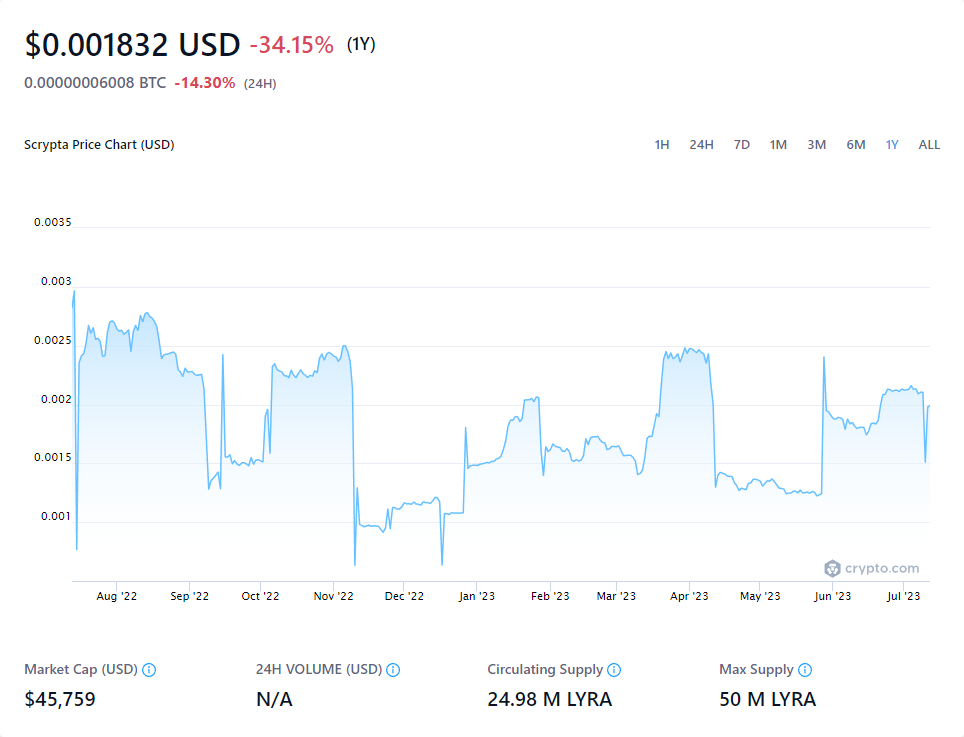 $0.001832 USD -34.15% (1Y)
0.00000006008 BTC -14.30% (24H)
Scrypta Price Chart (USD) 1H 24H 7D 1M 3M 6M 1Y ALL
0.0035
0.003
0.0025
0.002
0.0015
0.001
crypto.com
Aug '22 Sep '22 Oct '22 Nov '22 Dec '22 Jan '23 Feb '23 Mar '23 Apr '23 May '23 Jun '23 Jul '23
Market Cap (USD) 24H VOLUME (USD) Circulating Supply Max Supply
$45,759 N/A 24.98 M LYRA 50 M LYRA